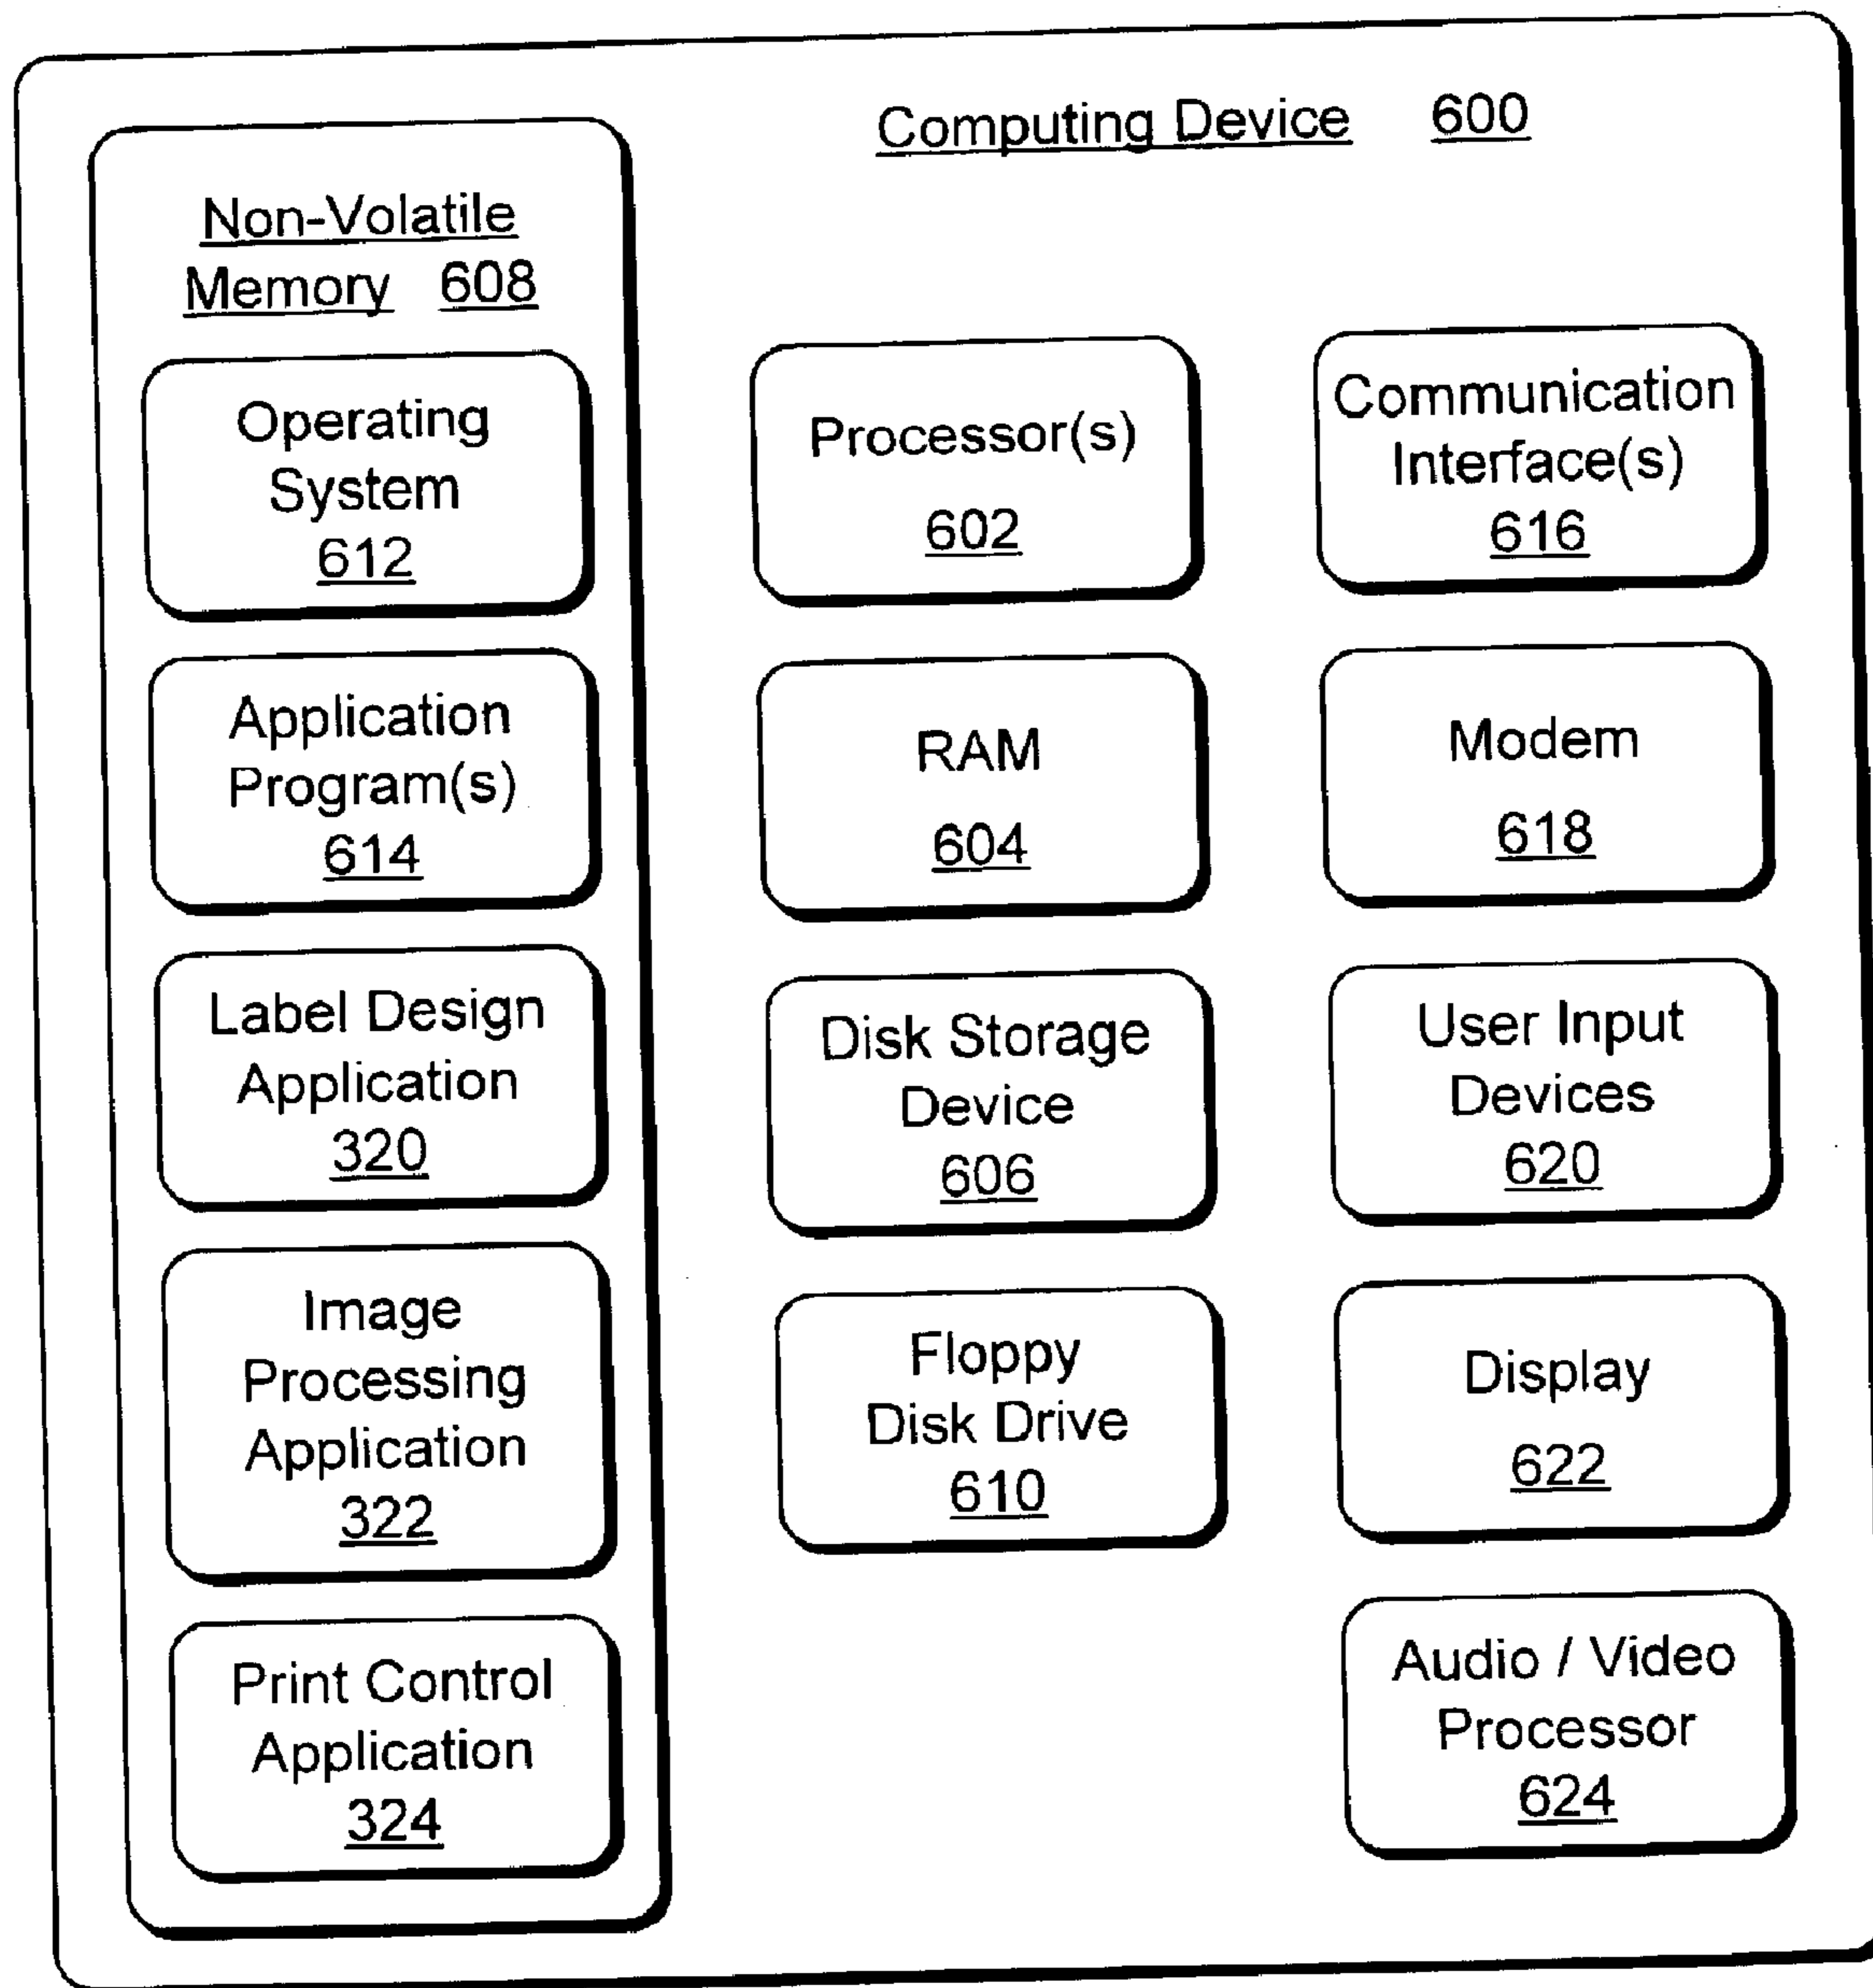 Computing Device 600
Non-Volatile
Memory 608
Operating
System
612
Application
Program(s)
614
Label Design
Application
320
Image
Processing
Application
322
Print Control
Application
324
Processor(s)
602
RAM
604
Disk Storage
Device
606
Floppy
Disk Drive
610
Communication
Interface(s)
616
Modem
618
User Input
Devices
620
Display
622
Audio / Video
Processor
624